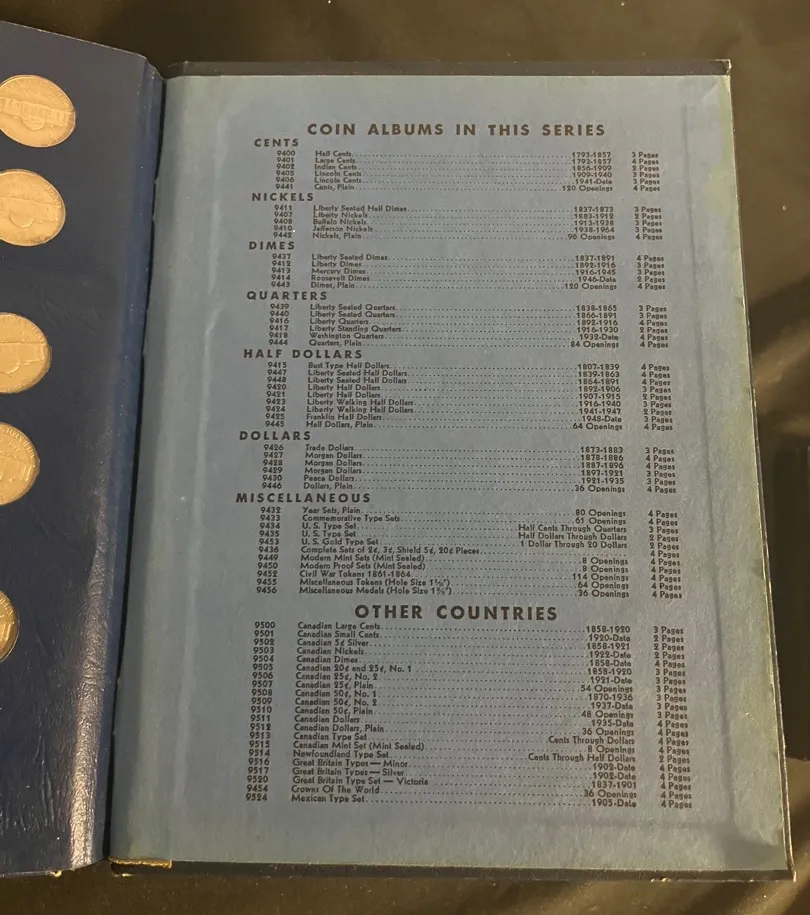 COIN ALBUMS IN THIS SERIES
CENTS
9400 Half Cents 1793-1857 3 Pages
9401 Large Cents 1793-1857 4 Pages
9402 Indian Cents 1856-1909 2 Pages
9405 Lincoln Cents 1909-1940 3 Pages
9406 Lincoln Cents 1941-Date 3 Pages
9441 Cents, Plain 120 Openings 4 Pages
NICKELS
9411 Liberty Seated Half Dimes 1837-1873 3 Pages
9407 Liberty Nickels 1883-1912 2 Pages
9408 Buffalo Nickels 1913-1938 3 Pages
9410 Jefferson Nickels 1938-1964 3 Pages
9442 Nickels, Plain 96 Openings 4 Pages
DIMES
9437 Liberty Seated Dimes 1837-1891 4 Pages
9412 Liberty Dimes 1892-1916 3 Pages
9413 Mercury Dimes 1916-1945 3 Pages
9414 Roosevelt Dimes 1946-Date 2 Pages
9443 Dimes, Plain 120 Openings 4 Pages
QUARTERS
9439 Liberty Seated Quarters 1838-1865 3 Pages
9440 Liberty Seated Quarters 1866-1891 3 Pages
9416 Liberty Quarters 1892-1916 4 Pages
9417 Liberty Standing Quarters 1916-1930 2 Pages
9418 Washington Quarters 1932-Date 4 Pages
9444 Quarters, Plain 84 Openings 4 Pages
HALF DOLLARS
9415 Bust Type Half Dollars 1807-1839 4 Pages
9447 Liberty Seated Half Dollars 1839-1863 4 Pages
9448 Liberty Seated Half Dollars 1864-1891 4 Pages
9420 Liberty Half Dollars 1892-1906 3 Pages
9421 Liberty Half Dollars 1907-1915 2 Pages
9423 Liberty Walking Half Dollars 1916-1940 3 Pages
9424 Liberty Walking Half Dollars 1941-1947 2 Pages
9425 Franklin Half Dollars 1948-Date 3 Pages
9445 Half Dollars, Plain 64 Openings 4 Pages
DOLLARS
9426 Trade Dollars 1873-1883 3 Pages
9427 Morgan Dollars 1878-1886 4 Pages
9428 Morgan Dollars 1887-1896 4 Pages
9429 Morgan Dollars 1897-1921 3 Pages
9430 Peace Dollars 1921-1935 3 Pages
9446 Dollars, Plain 36 Openings 4 Pages
MISCELLANEOUS
9432 Year Sets, Plain 80 Openings 4 Pages
9433 Commemorative Type Sets 61 Openings 4 Pages
9434 U. S. Type Set Half Cents Through Quarters 3 Pages
9435 U. S. Type Set Half Dollars Through Dollars 2 Pages
9453 U. S. Gold Type Set 1 Dollar Through 20 Dollars 2 Pages
9436 Complete Sets of 2¢, 3¢, Shield 5¢, 20¢ Pieces 4 Pages
9449 Modern Mint Sets (Mint Sealed) 8 Openings 4 Pages
9450 Modern Proof Sets (Mint Sealed) 8 Openings 4 Pages
9452 Civil War Tokens 1861-1864 114 Openings 4 Pages
9455 Miscellaneous Tokens (Hole Size 1⅛") 64 Openings 4 Pages
9456 Miscellaneous Medals (Hole Size 1⅜") 36 Openings 4 Pages
OTHER COUNTRIES
9500 Canadian Large Cents 1858-1920 3 Pages
9501 Canadian Small Cents 1920-Date 2 Pages
9502 Canadian 5¢ Silver 1858-1921 2 Pages
9503 Canadian Nickels 1922-Date 2 Pages
9504 Canadian Dimes 1858-Date 4 Pages
9505 Canadian 20¢ and 25¢, No. 1 1858-1920 3 Pages
9506 Canadian 25¢, No. 2 1921-Date 3 Pages
9507 Canadian 25¢, Plain 54 Openings 3 Pages
9508 Canadian 50¢, No. 1 1870-1936 3 Pages
9509 Canadian 50¢, No. 2 1937-Date 3 Pages
9510 Canadian 50¢, Plain 48 Openings 3 Pages
9511 Canadian Dollars 1935-Date 4 Pages
9512 Canadian Dollars, Plain 36 Openings 4 Pages
9513 Canadian Type Set Cents Through Dollars 4 Pages
9515 Canadian Mint Set (Mint Sealed) 8 Openings 4 Pages
9514 Newfoundland Type Set Cents Through Half Dollars 2 Pages
9516 Great Britain Types — Minor 1902-Date 4 Pages
9517 Great Britain Types — Silver 1902-Date 4 Pages
9520 Great Britain Type Set — Victoria 1837-1901 4 Pages
9454 Crowns Of The World 36 Openings 4 Pages
9524 Mexican Type Set 1905-Date 4 Pages